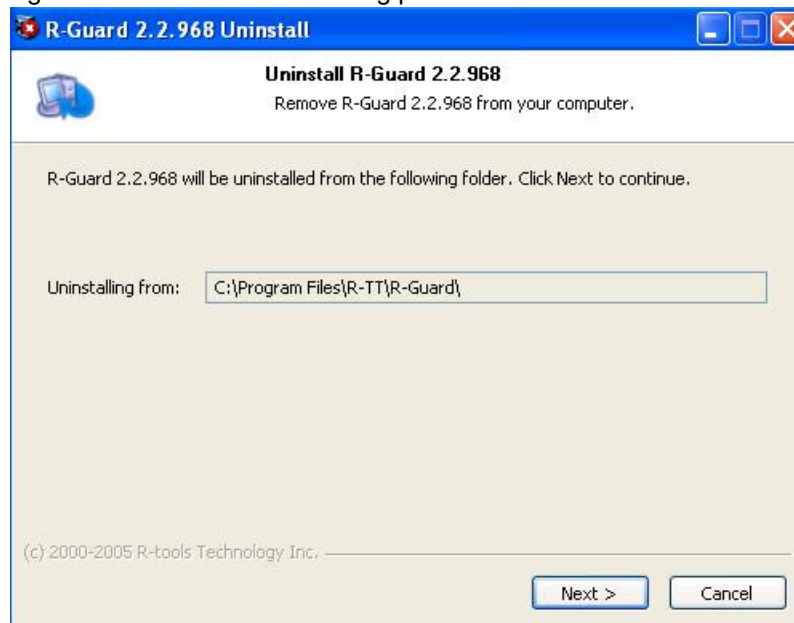 R-Guard 2.2.968 Uninstall
Uninstall R-Guard 2.2.968
Remove R-Guard 2.2.968 from your computer.
R-Guard 2.2.968 will be uninstalled from the following folder. Click Next to continue.
Uninstalling from: C:\Program Files\R-TT\R-Guard\
(c) 2000-2005 R-tools Technology Inc.
Next > Cancel